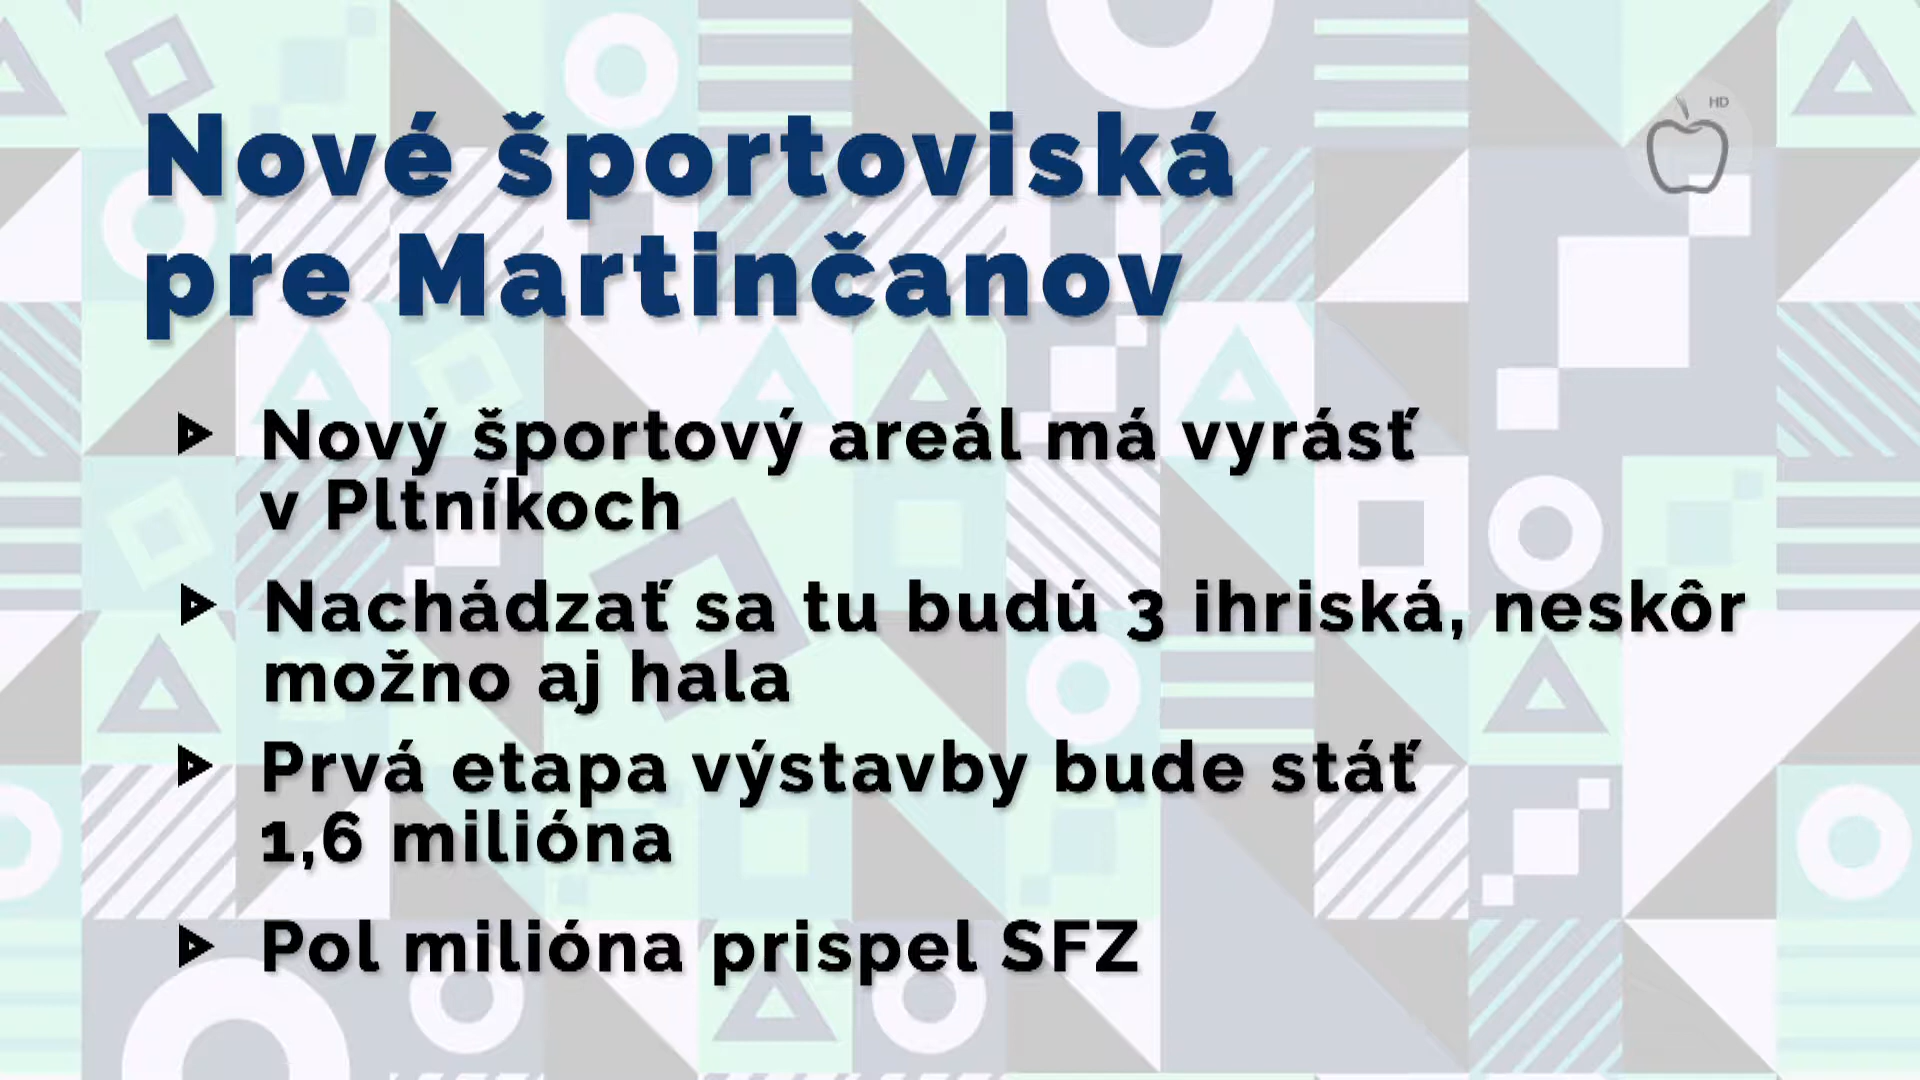 HD
Nové športoviská
pre Martinčanov
Nový športový areál má vyrásť
v Pltníkoch
Nachádzať sa tu budú 3 ihriská, neskôr
možno aj hala
Prvá etapa výstavby bude stáť
1,6 milióna
Pol milióna prispel SFZ